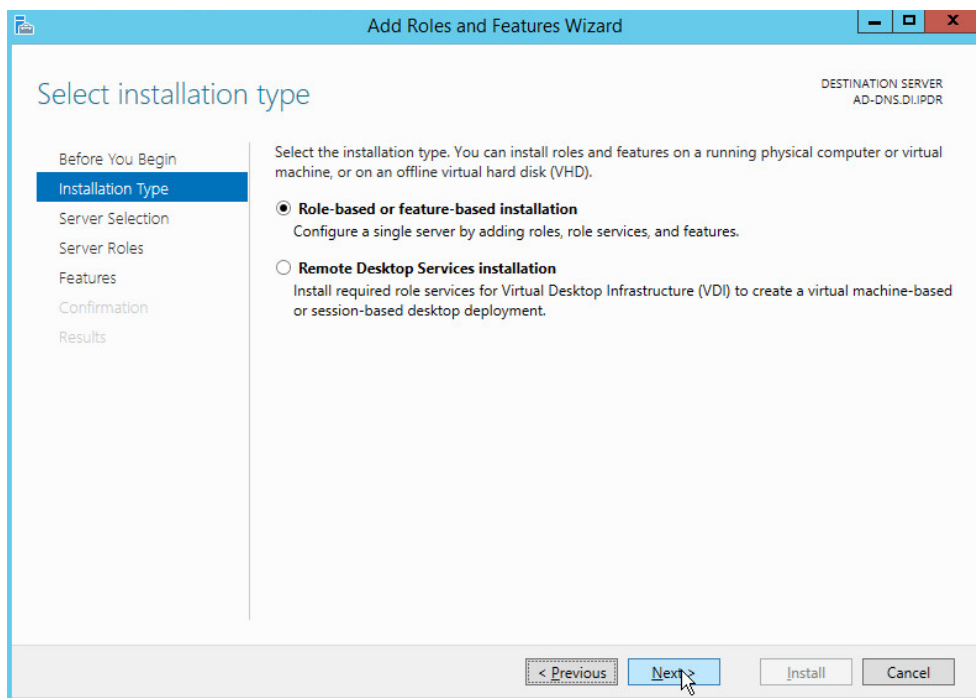 Add Roles and Features Wizard
Select installation type
DESTINATION SERVER
AD-DNS.DI.IPDR
Before You Begin
Installation Type
Server Selection
Server Roles
Features
Confirmation
Results
Select the installation type. You can install roles and features on a running physical computer or virtual
machine, or on an offline virtual hard disk (VHD).
Role-based or feature-based installation
Configure a single server by adding roles, role services, and features.
Remote Desktop Services installation
Install required role services for Virtual Desktop Infrastructure (VDI) to create a virtual machine-based
or session-based desktop deployment.
< Previous
Next >
Install
Cancel